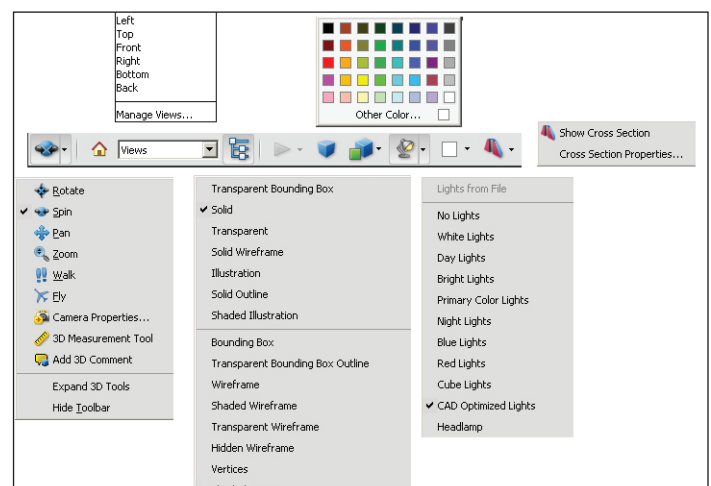 Left
Top
Front
Right
Bottom
Back
Manage Views...
Other Color...
Views
Show Cross Section
Cross Section Properties...
Rotate
Spin
Pan
Zoom
Walk
Fly
Camera Properties...
3D Measurement Tool
Add 3D Comment
Expand 3D Tools
Hide Toolbar
Transparent Bounding Box
Solid
Transparent
Solid Wireframe
Illustration
Solid Outline
Shaded Illustration
Bounding Box
Transparent Bounding Box Outline
Wireframe
Shaded Wireframe
Transparent Wireframe
Hidden Wireframe
Vertices
Lights from File
No Lights
White Lights
Day Lights
Bright Lights
Primary Color Lights
Night Lights
Blue Lights
Red Lights
Cube Lights
CAD Optimized Lights
Headlamp